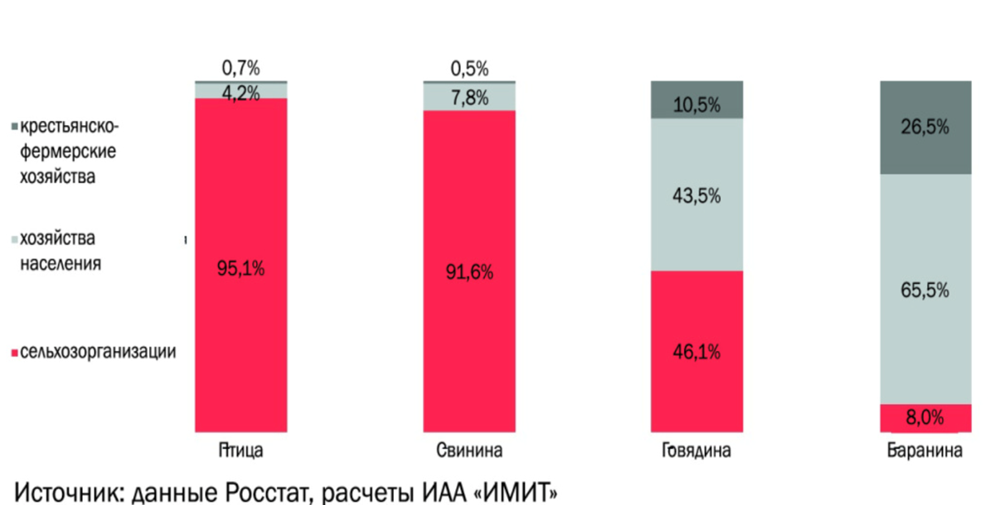 0,7%
0,5%
4,2%
7,8%
10,5%
26,5%
крестьянско-
фермерские
хозяйства
43,5%
хозяйства
населения
95,1%
91,6%
65,5%
сельхозорганизации
46,1%
8,0%
Птица
Свинина
Говядина
Баранина
Источник: данные Росстат, расчеты ИАА «ИМИТ»